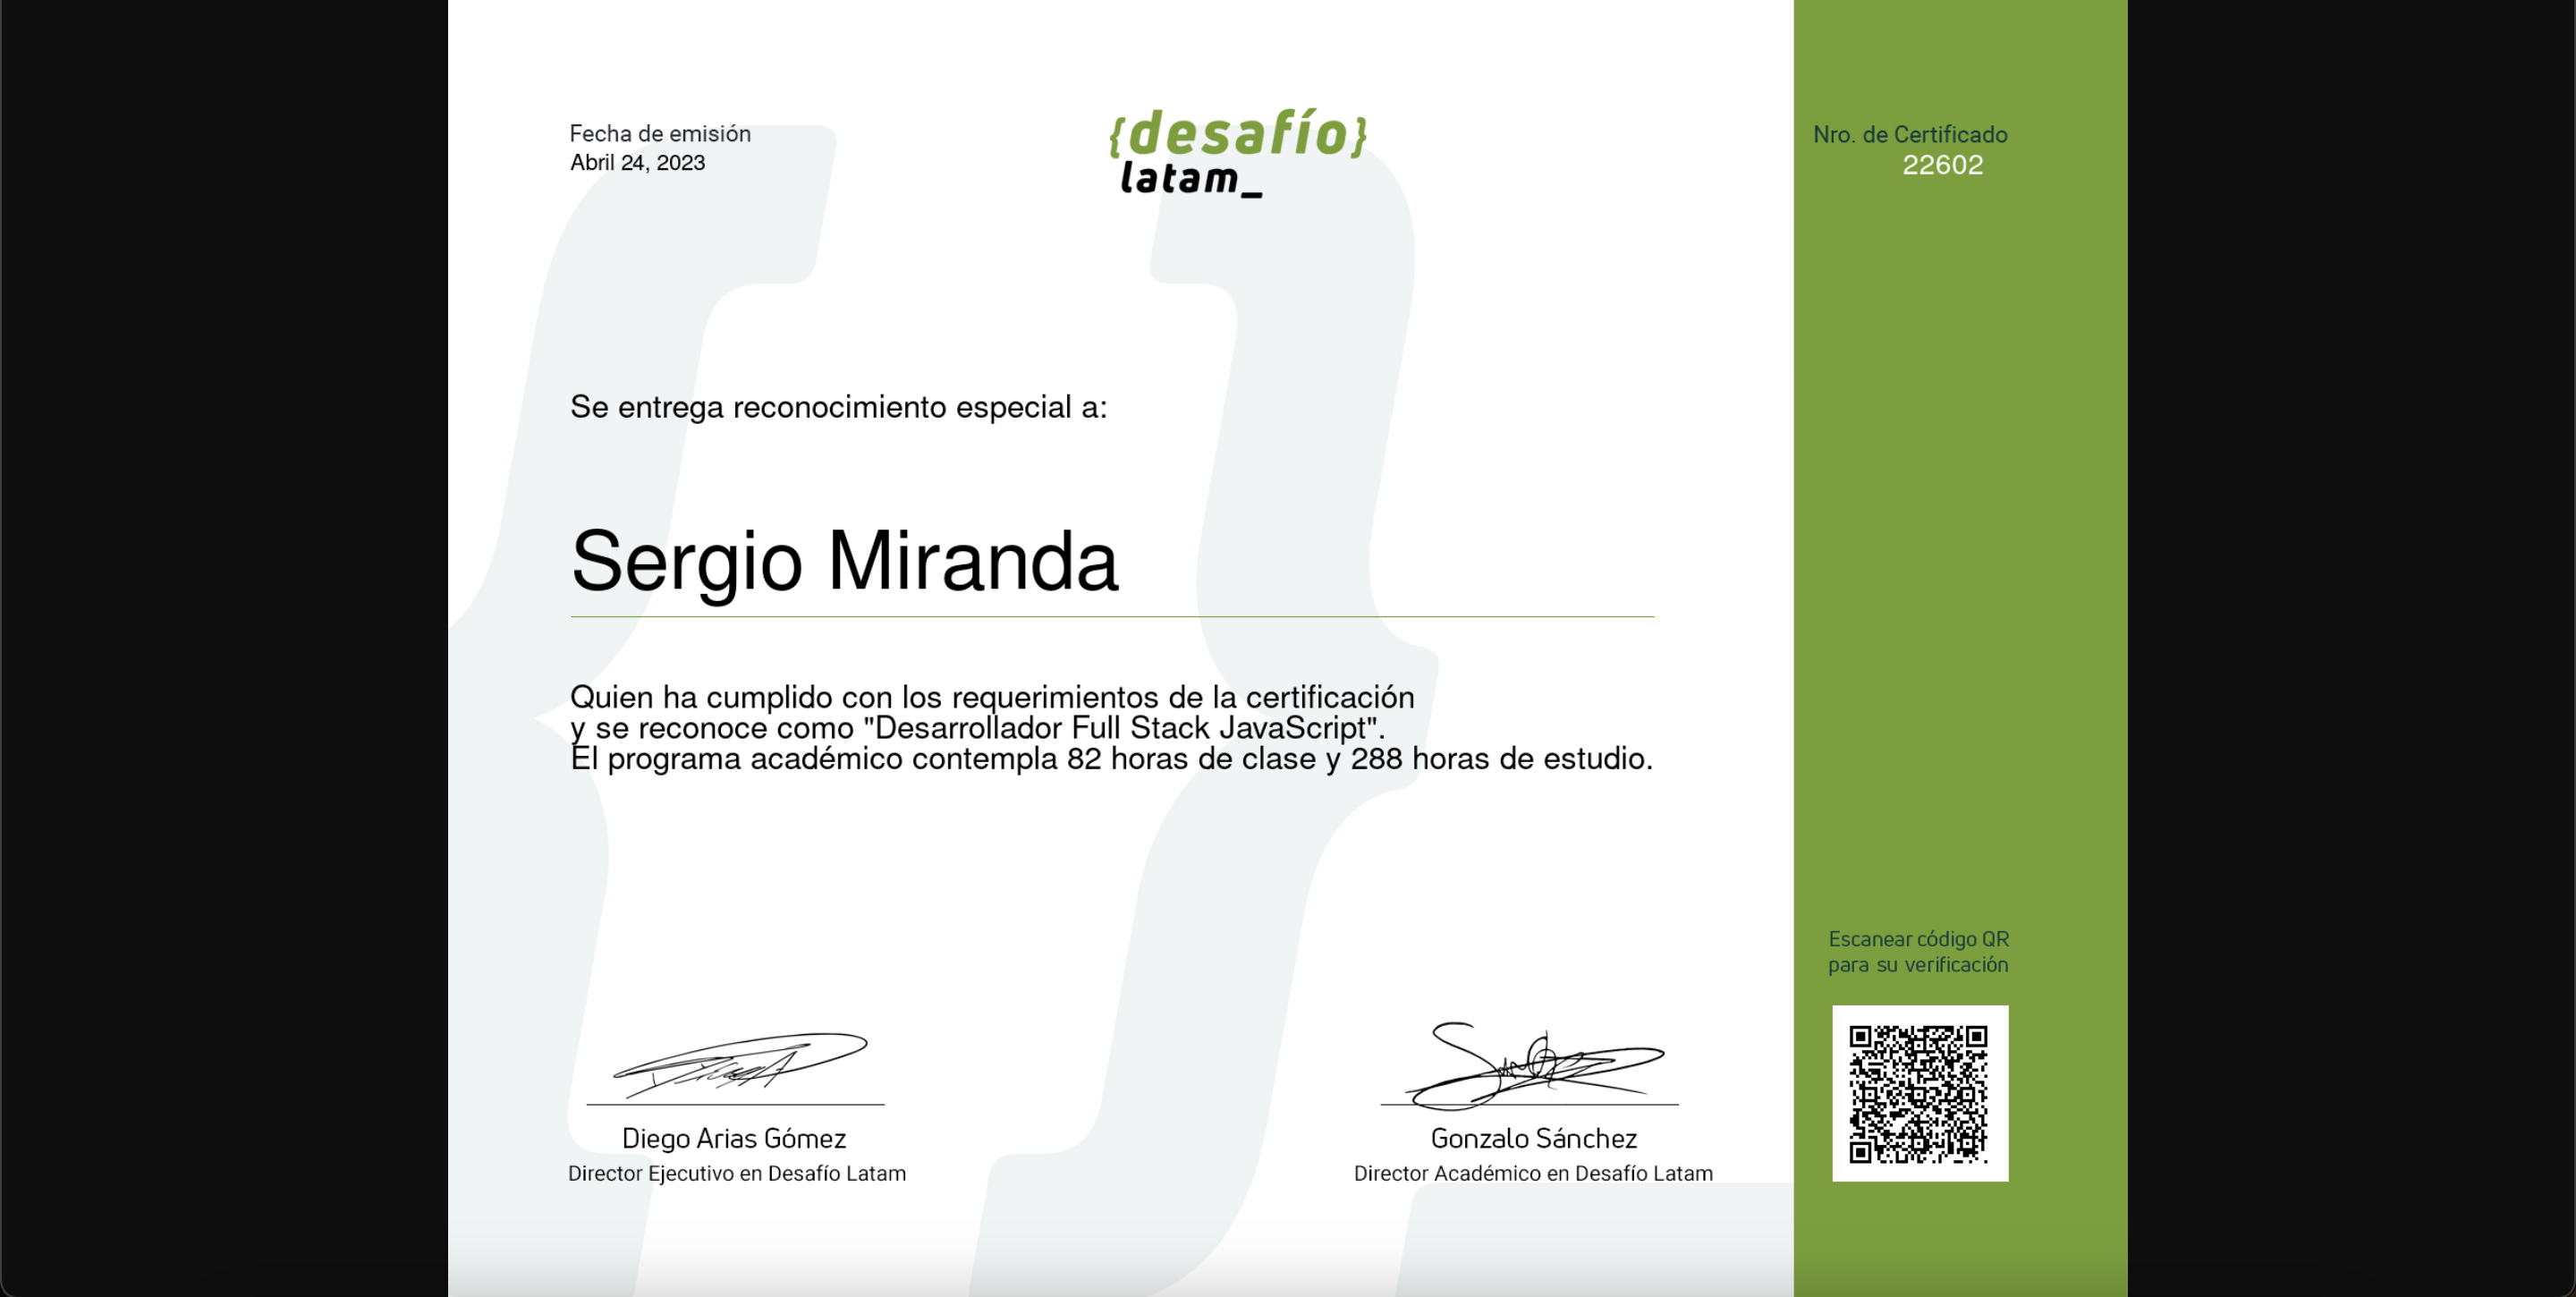 Fecha de emisión
Abril 24, 2023
{desafío}
latam_
Nro. de Certificado
22602
Se entrega reconocimiento especial a:
Sergio Miranda
Quien ha cumplido con los requerimientos de la certificación
y se reconoce como "Desarrollador Full Stack JavaScript".
El programa académico contempla 82 horas de clase y 288 horas de estudio.
Escanear código QR
para su verificación
Diego Arias Gómez
Director Ejecutivo en Desafío Latam
Gonzalo Sánchez
Director Académico en Desafío Latam